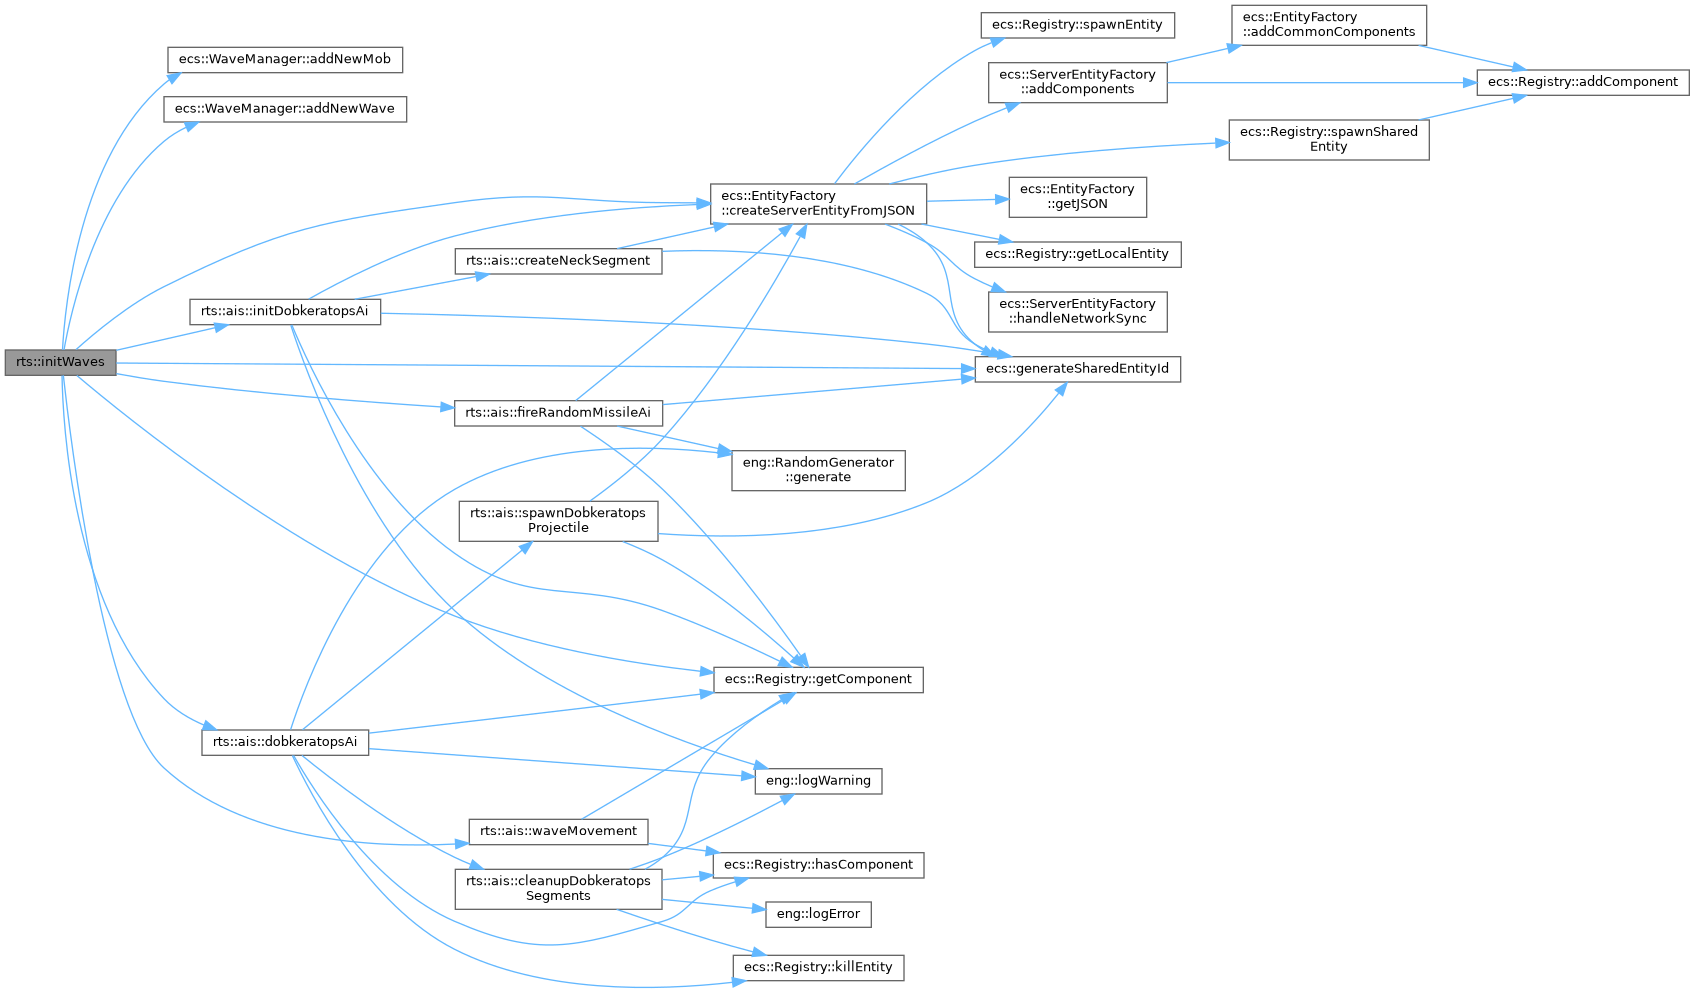 rts::initWaves
ecs::WaveManager::addNewMob
ecs::WaveManager::addNewWave
rts::ais::initDobkeratopsAi
rts::ais::dobkeratopsAi
rts::ais::createNeckSegment
rts::ais::fireRandomMissileAi
rts::ais::spawnDobkeratops
Projectile
rts::ais::waveMovement
rts::ais::cleanupDobkeratops
Segments
ecs::EntityFactory
::createServerEntityFromJSON
eng::RandomGenerator
::generate
ecs::Registry::getComponent
eng::logWarning
ecs::Registry::hasComponent
eng::logError
ecs::Registry::killEntity
ecs::Registry::spawnEntity
ecs::ServerEntityFactory
::addComponents
ecs::EntityFactory
::getJSON
ecs::Registry::getLocalEntity
ecs::ServerEntityFactory
::handleNetworkSync
ecs::generateSharedEntityId
ecs::EntityFactory
::addCommonComponents
ecs::Registry::spawnShared
Entity
ecs::Registry::addComponent